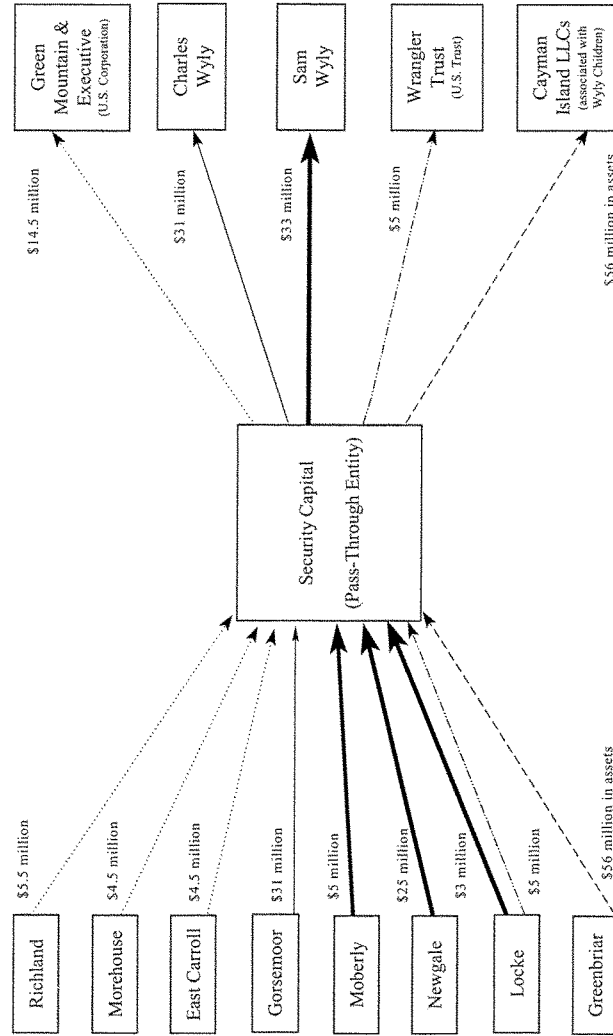 Richland
Morehouse
East Carroll
Gorsemoor
Moberly
Newgale
Locke
Greenbriar
$5.5 million
$4.5 million
$4.5 million
$31 million
$5 million
$25 million
$3 million
$5 million
$56 million in assets
Security Capital
(Pass-Through Entity)
$14.5 million
$31 million
$33 million
$5 million
$56 million in assets
Green
Mountain &
Executive
(U.S. Corporation)
Charles
Wyly
Sam
Wyly
Wrangler
Trust
(U.S. Trust)
Cayman
Island LLCs
(associated with
Wyly Children)